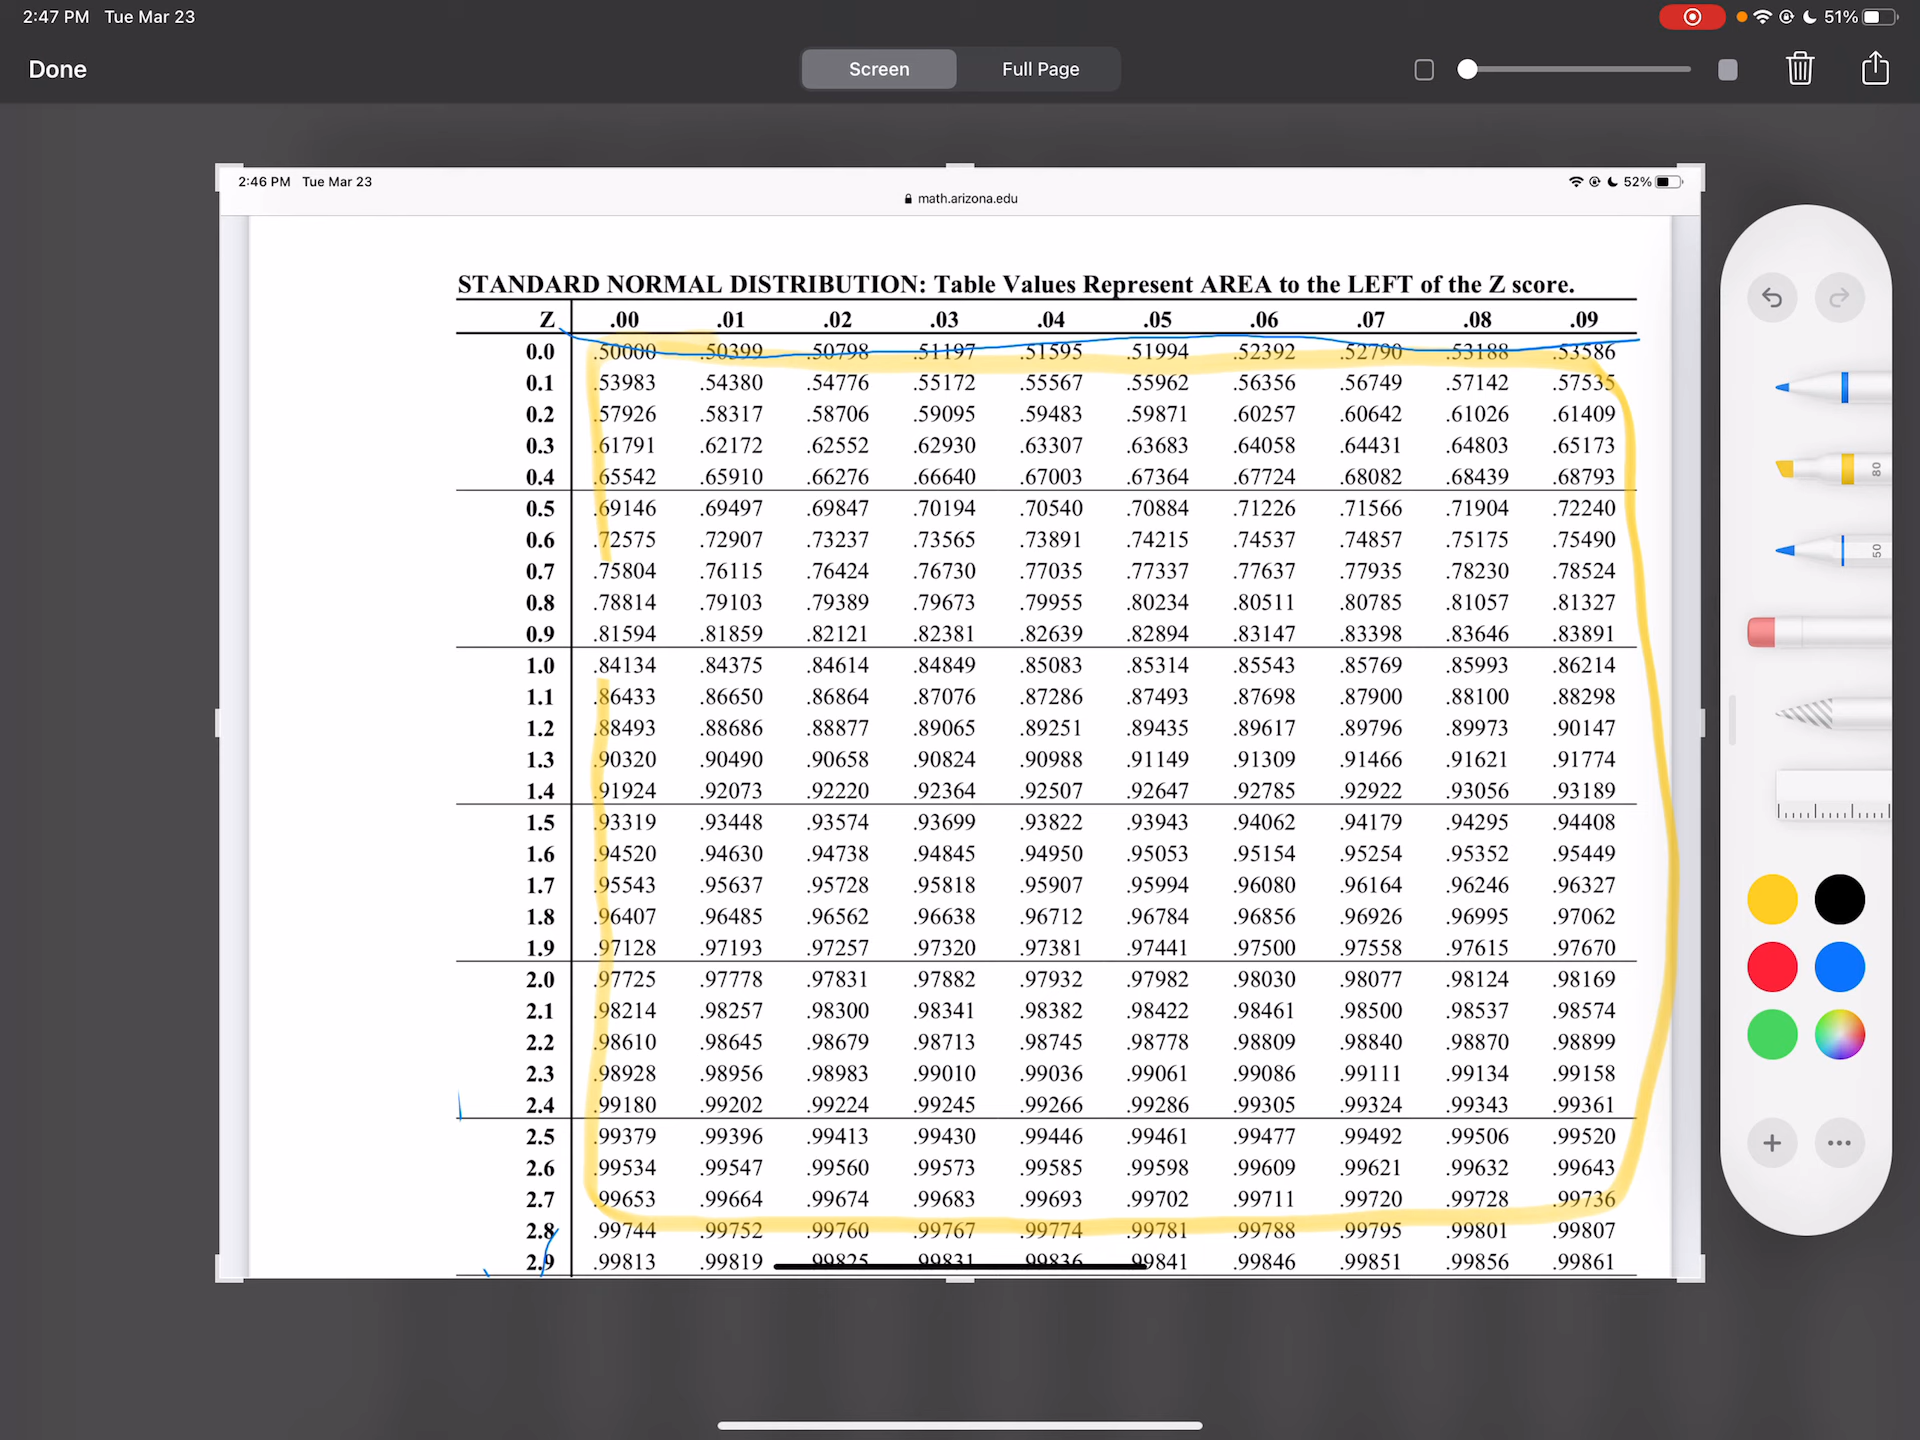 2:47 PM Tue Mar 23
51%
Done
Screen
Full Page
2:46 PM Tue Mar 23
52%
math.arizona.edu
STANDARD NORMAL DISTRIBUTION: Table Values Represent AREA to the LEFT of the Z score.
Z .00 .01 .02 .03 .04 .05 .06 .07 .08 .09
0.0 .50000 .50399 .50798 .51197 .51595 .51994 .52392 .52790 .53188 .53586
0.1 .53983 .54380 .54776 .55172 .55567 .55962 .56356 .56749 .57142 .57535
0.2 .57926 .58317 .58706 .59095 .59483 .59871 .60257 .60642 .61026 .61409
0.3 .61791 .62172 .62552 .62930 .63307 .63683 .64058 .64431 .64803 .65173
0.4 .65542 .65910 .66276 .66640 .67003 .67364 .67724 .68082 .68439 .68793
0.5 .69146 .69497 .69847 .70194 .70540 .70884 .71226 .71566 .71904 .72240
0.6 .72575 .72907 .73237 .73565 .73891 .74215 .74537 .74857 .75175 .75490
0.7 .75804 .76115 .76424 .76730 .77035 .77337 .77637 .77935 .78230 .78524
0.8 .78814 .79103 .79389 .79673 .79955 .80234 .80511 .80785 .81057 .81327
0.9 .81594 .81859 .82121 .82381 .82639 .82894 .83147 .83398 .83646 .83891
1.0 .84134 .84375 .84614 .84849 .85083 .85314 .85543 .85769 .85993 .86214
1.1 .86433 .86650 .86864 .87076 .87286 .87493 .87698 .87900 .88100 .88298
1.2 .88493 .88686 .88877 .89065 .89251 .89435 .89617 .89796 .89973 .90147
1.3 .90320 .90490 .90658 .90824 .90988 .91149 .91309 .91466 .91621 .91774
1.4 .91924 .92073 .92220 .92364 .92507 .92647 .92785 .92922 .93056 .93189
1.5 .93319 .93448 .93574 .93699 .93822 .93943 .94062 .94179 .94295 .94408
1.6 .94520 .94630 .94738 .94845 .94950 .95053 .95154 .95254 .95352 .95449
1.7 .95543 .95637 .95728 .95818 .95907 .95994 .96080 .96164 .96246 .96327
1.8 .96407 .96485 .96562 .96638 .96712 .96784 .96856 .96926 .96995 .97062
1.9 .97128 .97193 .97257 .97320 .97381 .97441 .97500 .97558 .97615 .97670
2.0 .97725 .97778 .97831 .97882 .97932 .97982 .98030 .98077 .98124 .98169
2.1 .98214 .98257 .98300 .98341 .98382 .98422 .98461 .98500 .98537 .98574
2.2 .98610 .98645 .98679 .98713 .98745 .98778 .98809 .98840 .98870 .98899
2.3 .98928 .98956 .98983 .99010 .99036 .99061 .99086 .99111 .99134 .99158
2.4 .99180 .99202 .99224 .99245 .99266 .99286 .99305 .99324 .99343 .99361
2.5 .99379 .99396 .99413 .99430 .99446 .99461 .99477 .99492 .99506 .99520
2.6 .99534 .99547 .99560 .99573 .99585 .99598 .99609 .99621 .99632 .99643
2.7 .99653 .99664 .99674 .99683 .99693 .99702 .99711 .99720 .99728 .99736
2.8 .99744 .99752 .99760 .99767 .99774 .99781 .99788 .99795 .99801 .99807
2.9 .99813 .99819 .99825 .99831 .99836 .99841 .99846 .99851 .99856 .99861
80
50